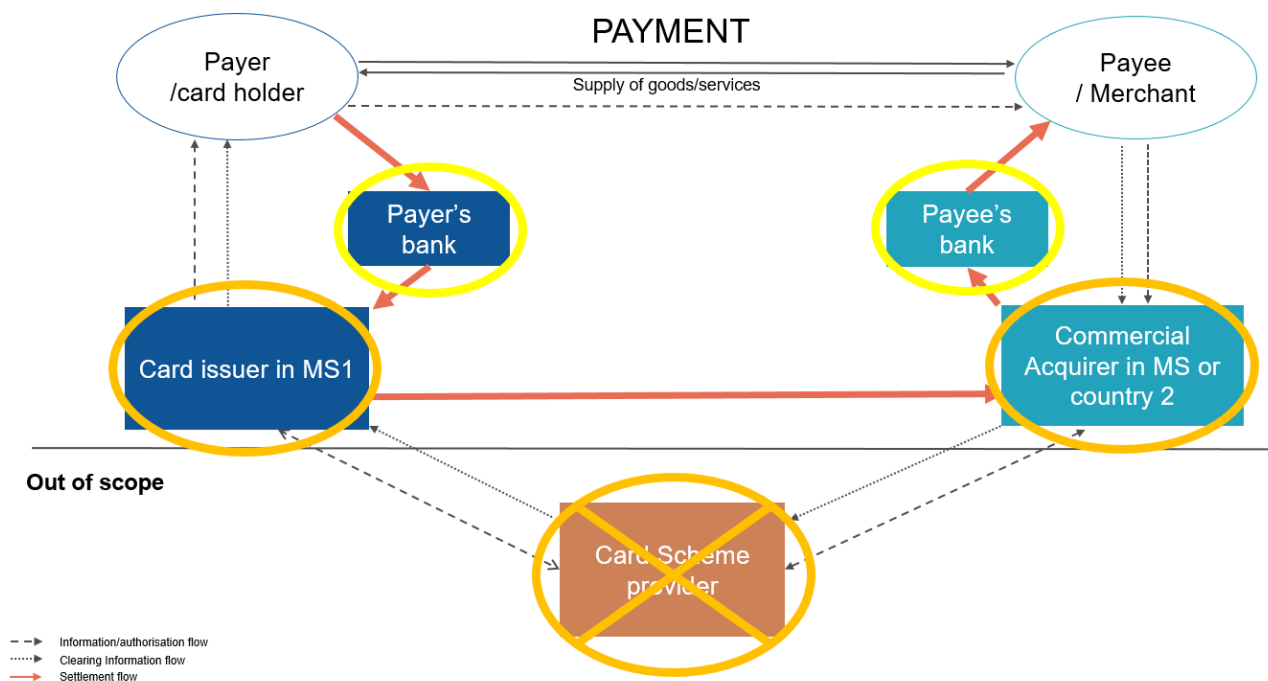 PAYMENT
Payer
/card holder
Payee
/ Merchant
Supply of goods/services
Payer's
bank
Payee's
bank
Card issuer in MS1
Commercial
Acquirer in MS or
country 2
Out of scope
Card Scheme
provider
Information/authorisation flow
Clearing Information flow
Settlement flow